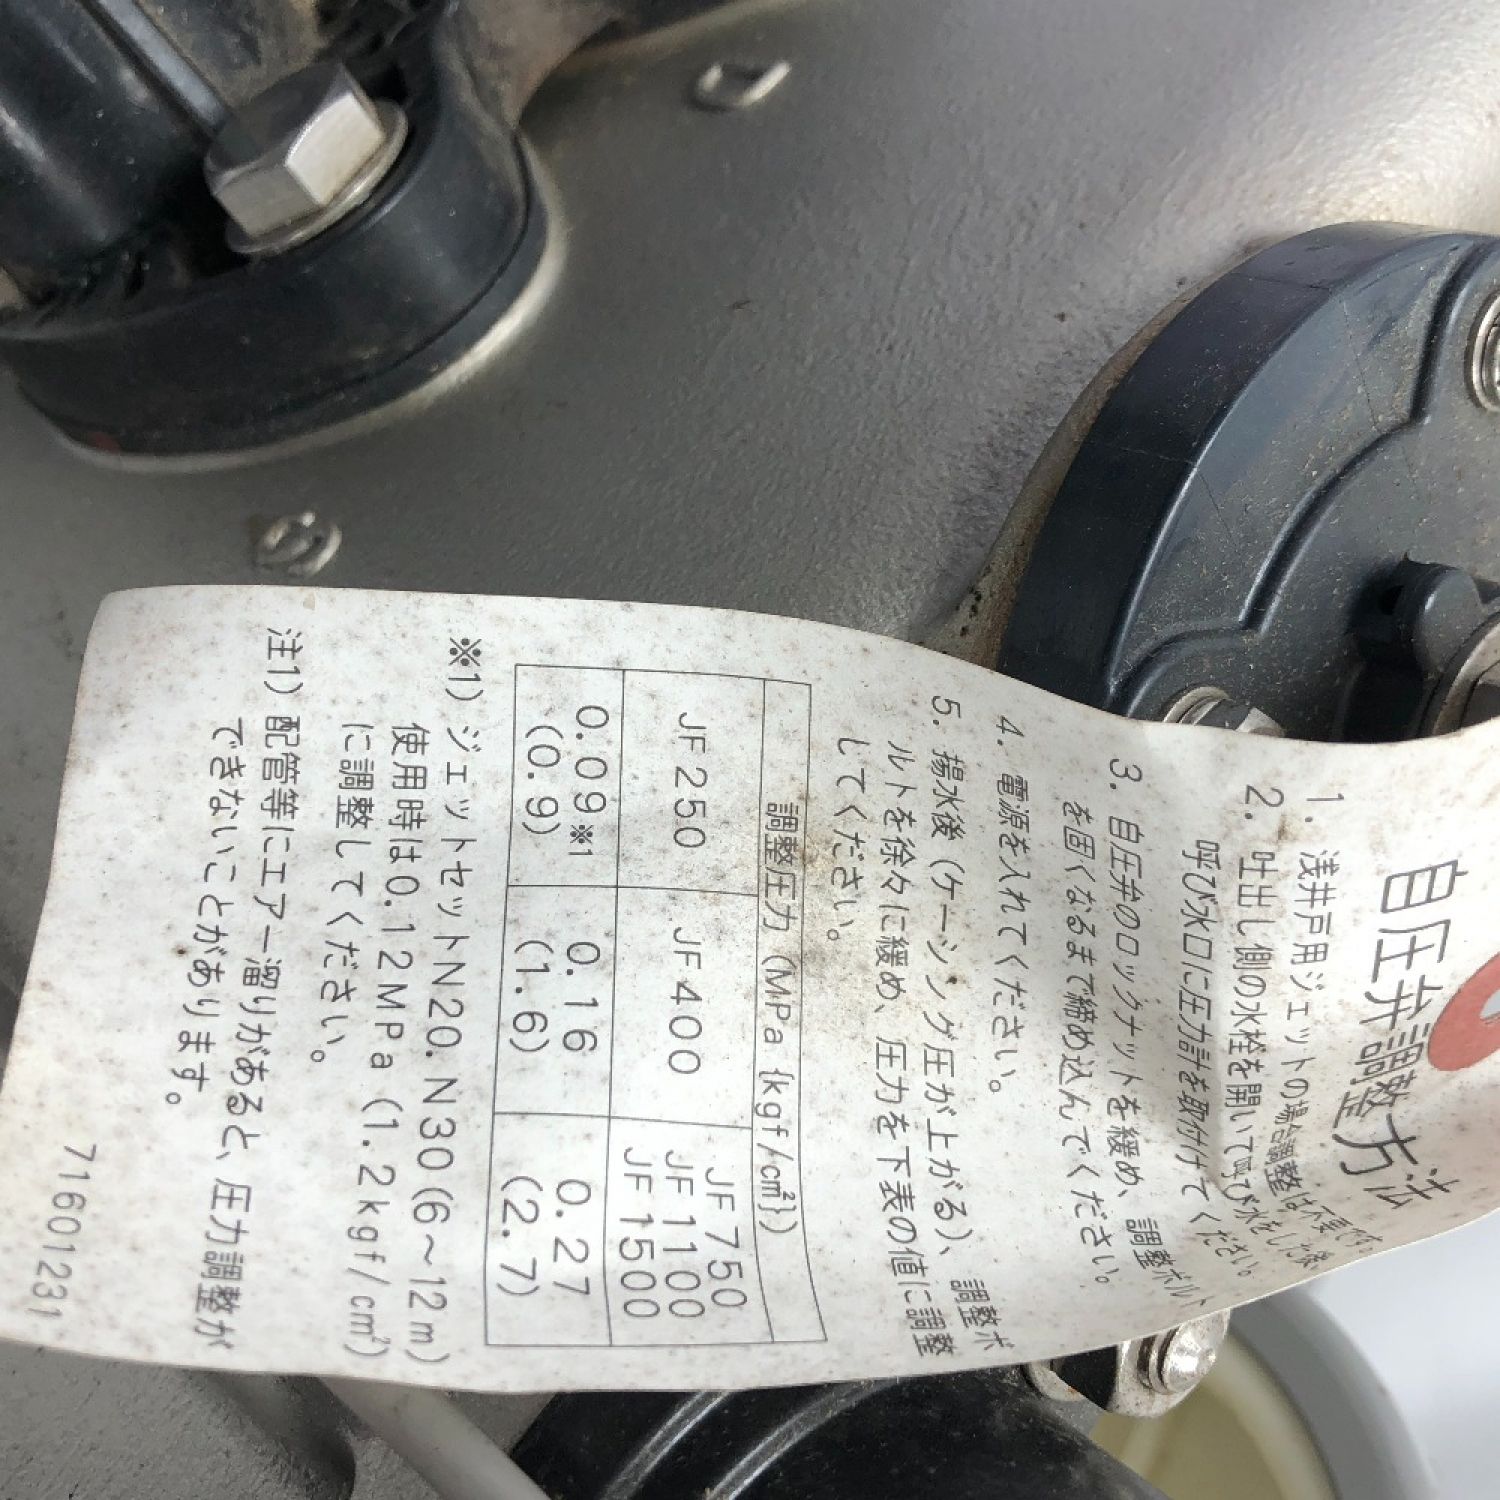 自圧弁調整方法
1. 浅井戸用ジェットの場合調整は不要です。
2. 吐出し側の水栓を開いて呼び水をした後
呼び水口に圧力計を取付けてください。
3. 自圧弁のロックナットを緩め、調整ボルト
を固くなるまで締め込んでください。
4. 電源を入れてください。
5. 揚水後（ケーシング圧が上がる）、調整ボ
ルトを徐々に緩め、圧力を下表の値に調整
してください。
調整圧力（MPa｛kgf/cm²｝）
JF250 JF400 JF750
JF1100
JF1500
0.09※1 0.16 0.27
(0.9) (1.6) (2.7)
※1）ジェットセットN20.N30(6～12m)
使用時は0.12MPa（1.2kgf/cm²）
に調整してください。
注1）配管等にエアー溜りがあると、圧力調整が
できないことがあります。
71601231